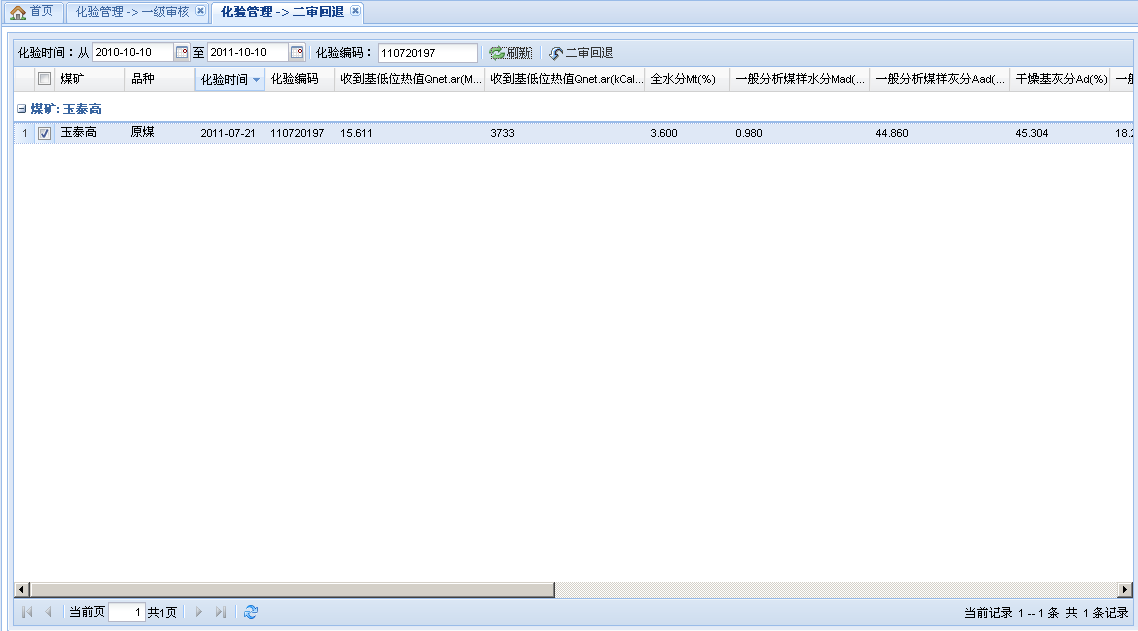 首页 化验管理 -> 一级审核 化验管理 -> 二审回退
化验时间：从 2010-10-10 至 2011-10-10 化验编码： 110720197 刷新 二审回退
煤矿 品种 化验时间 化验编码 收到基低位热值Qnet.ar(M... 收到基低位热值Qnet.ar(kCal... 全水分Mt(%) 一般分析煤样水分Mad(... 一般分析煤样灰分Aad(... 干燥基灰分Ad(%) 一般
煤矿: 玉泰高
1 玉泰高 原煤 2011-07-21 110720197 15.611 3733 3.600 0.980 44.860 45.304 18.2
当前页 1 共1页 当前记录 1 -- 1 条 共 1 条记录